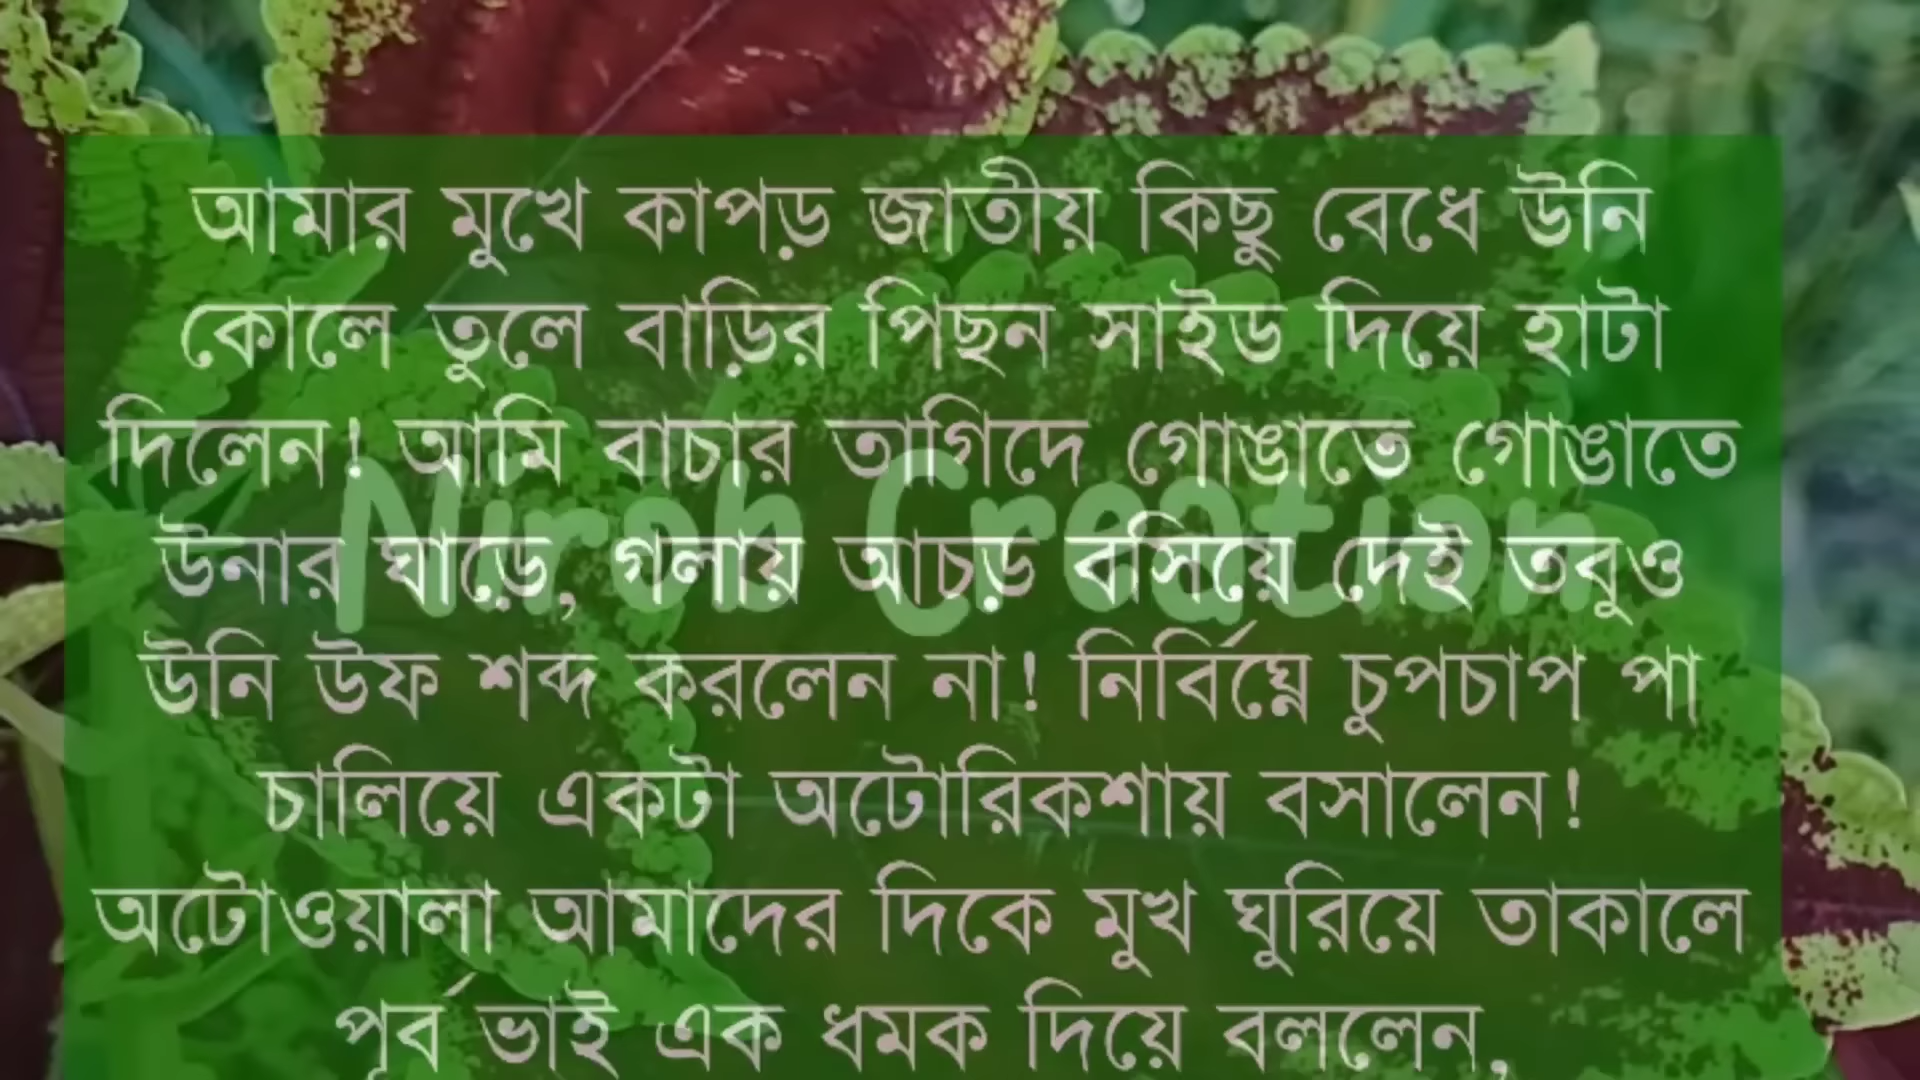 আমার মুখে কাপড় জাতীয় কিছু বেধে উনি
কোলে তুলে বাড়ির পিছন সাইড দিয়ে হাটা
দিলেন! আমি বাচার তাগিদে গোঙাতে গোঙাতে
Nirob Creation
উনার ঘাড়ে, গলায় আচড় বসিয়ে দেই তবুও
উনি উফ শব্দ করলেন না! নির্বিঘ্নে চুপচাপ পা
চালিয়ে একটা অটোরিকশায় বসালেন!
অটোওয়ালা আমাদের দিকে মুখ ঘুরিয়ে তাকালে
পূর্ব ভাই এক ধমক দিয়ে বললেন,